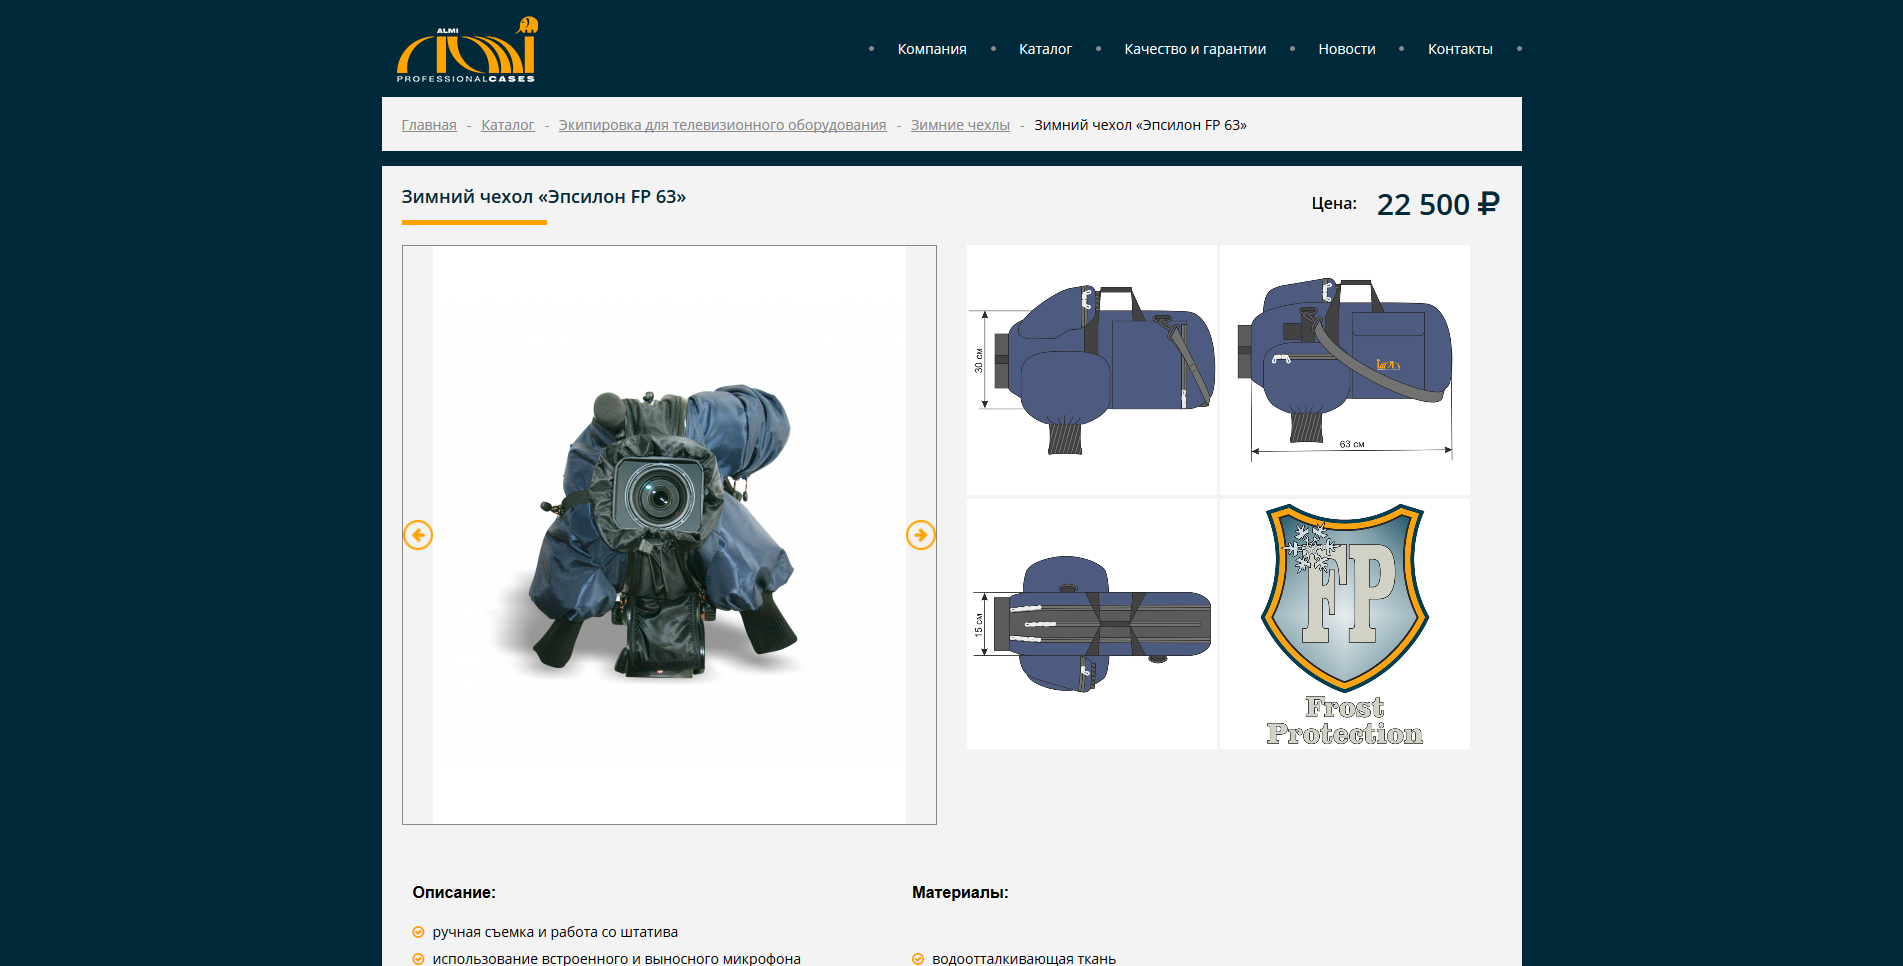 ALMI
PROFESSIONALCASES
Компания
Каталог
Качество и гарантии
Новости
Контакты
Главная - Каталог - Экипировка для телевизионного оборудования - Зимние чехлы - Зимний чехол «Эпсилон FP 63»
Зимний чехол «Эпсилон FP 63»
Цена: 22 500 ₽
30 см
63 см
15 см
FP
Frost
Protection
Описание:
ручная съемка и работа со штатива
использование встроенного и выносного микрофона
Материалы:
водоотталкивающая ткань